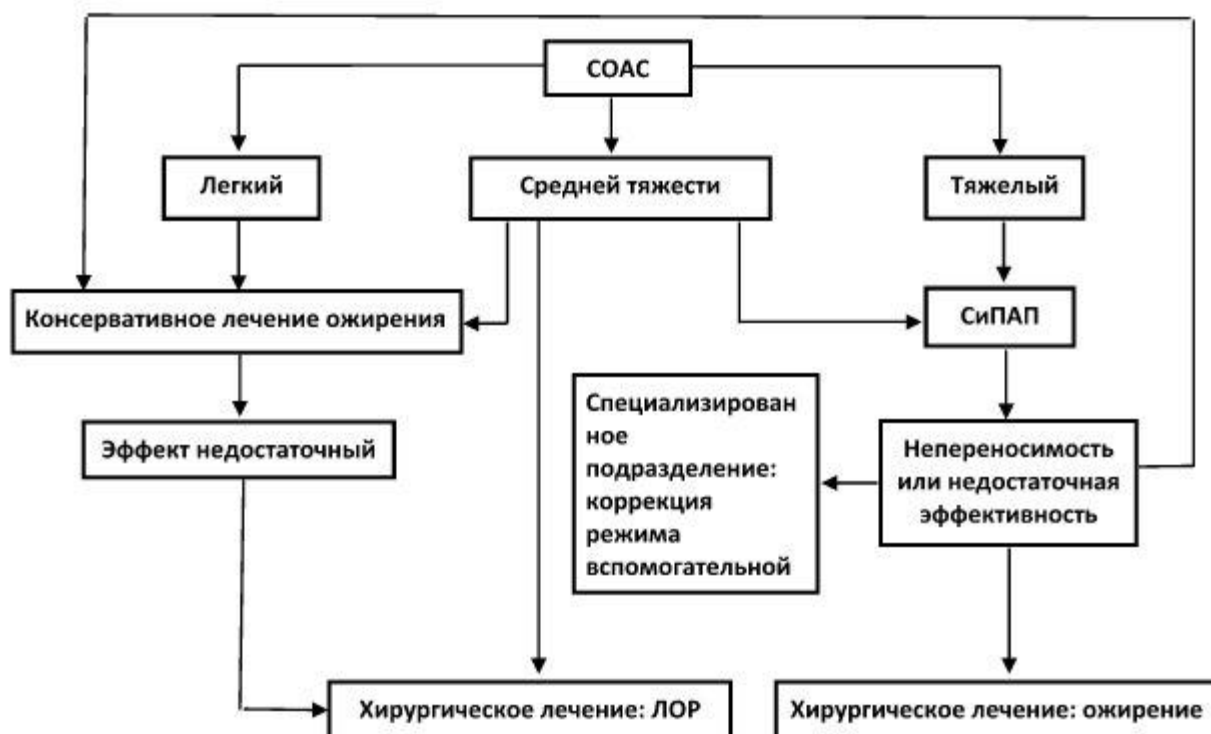 СОАС
Легкий
Средней тяжести
Тяжелый
Консервативное лечение ожирения
СиПАП
Специализирован
ное
подразделение:
коррекция
режима
вспомогательной
Эффект недостаточный
Непереносимость
или недостаточная
эффективность
Хирургическое лечение: ЛОР
Хирургическое лечение: ожирение